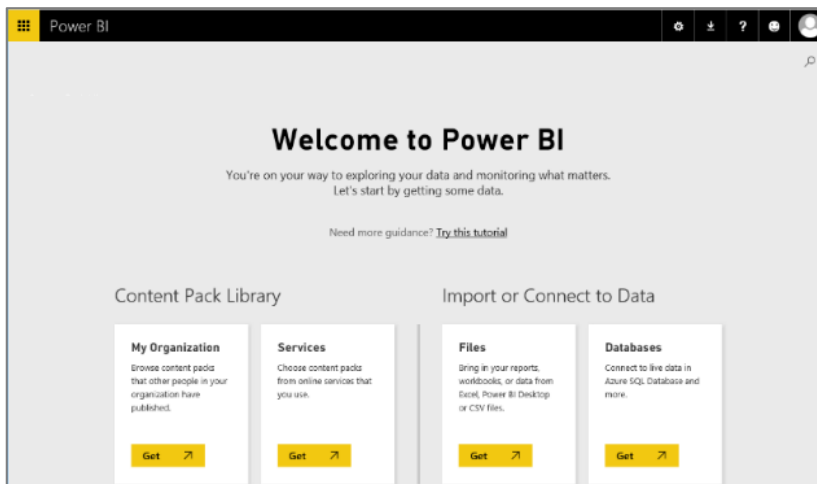 Power BI
?
Welcome to Power BI
You're on your way to exploring your data and monitoring what matters.
Let's start by getting some data.
Need more guidance? Try this tutorial
Content Pack Library
Import or Connect to Data
My Organization
Browse content packs
that other people in your
organization have
published.
Get
Services
Choose content packs
from online services that
you use.
Get
Files
Bring in your reports,
workbooks, or data from
Excel, Power BI Desktop
or CSV files.
Get
Databases
Connect to live data in
Azure SQL Database and
more.
Get